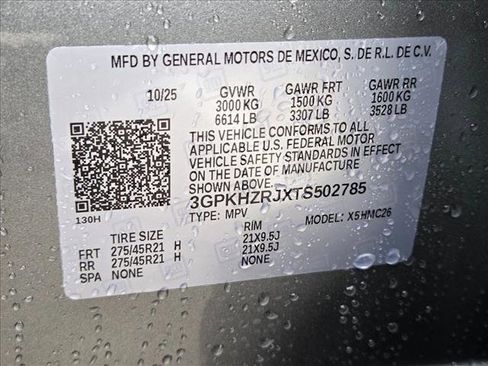 MFD BY GENERAL MOTORS DE MEXICO, S. DE R.L. DE C.V.
10/25 GVWR GAWR FRT GAWR RR
3000 KG 1500 KG 1600 KG
6614 LB 3307 LB 3528 LB
THIS VEHICLE CONFORMS TO ALL
APPLICABLE U.S. FEDERAL MOTOR
VEHICLE SAFETY STANDARDS IN EFFECT
ON THE DATE OF MANUFACTURE
3GPKHZRJXTS502785
130H
TYPE: MPV MODEL: X5HMC26
TIRE SIZE RIM
FRT 275/45R21 H 21X9.5J
RR 275/45R21 H 21X9.5J
SPA NONE NONE